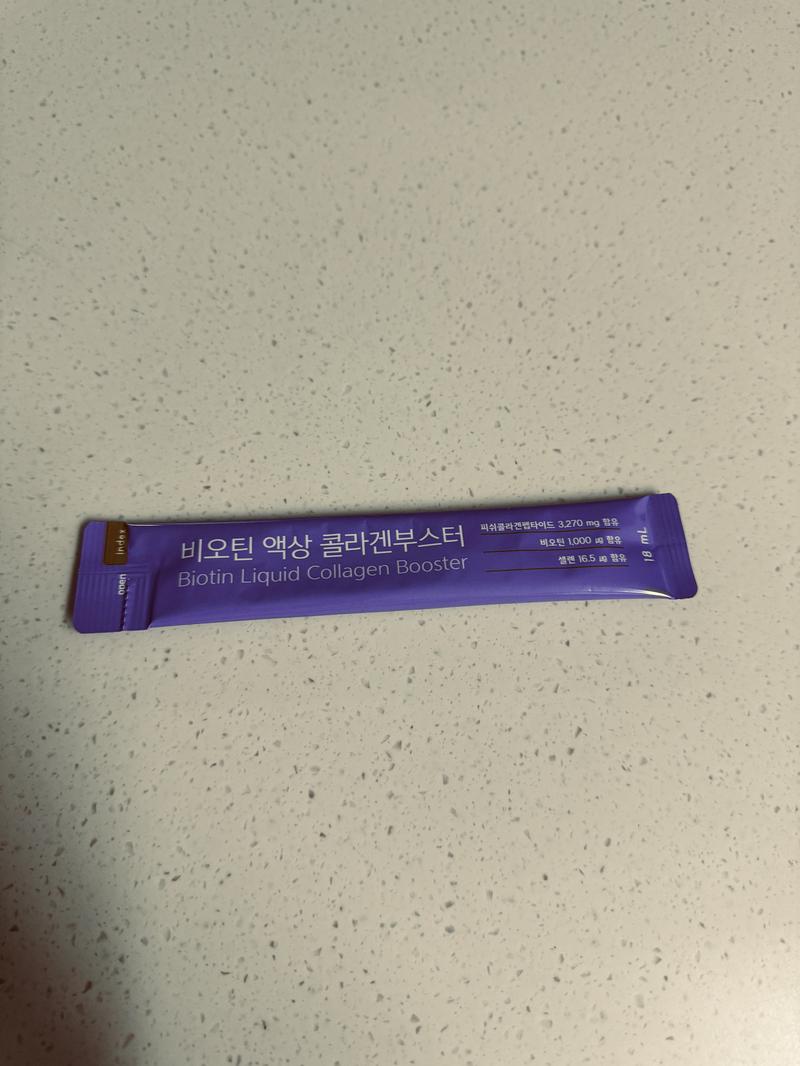 index
open
비오틴 액상 콜라겐부스터
Biotin Liquid Collagen Booster
피쉬콜라겐펩타이드 3,270 mg 함유
비오틴 1,000 ㎍ 함유
셀렌 16.5 ㎍ 함유
18 mL